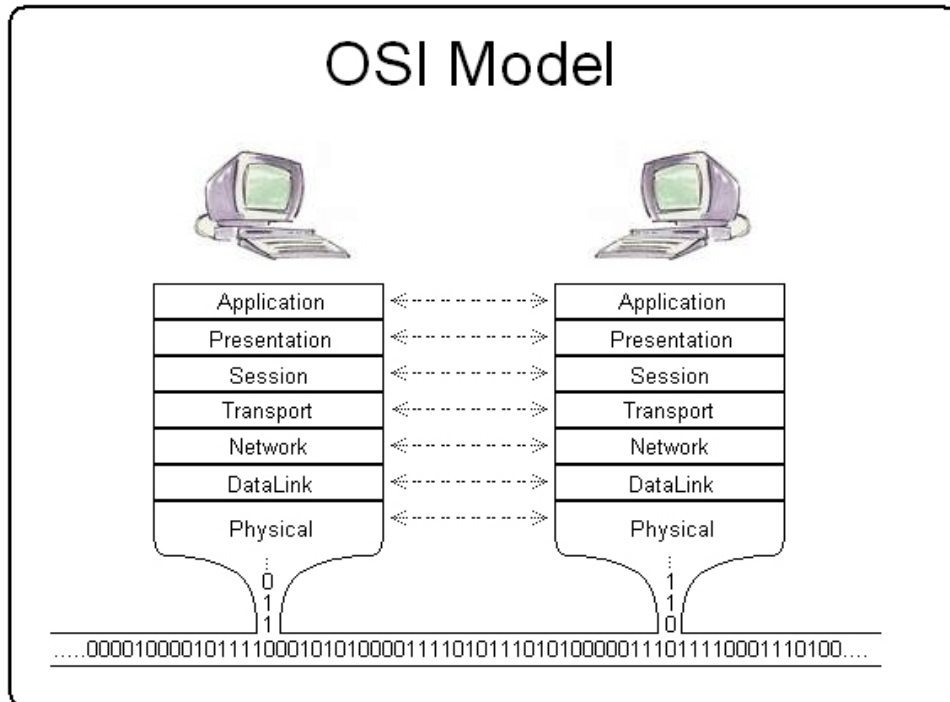 OSI Model
Application
Presentation
Session
Transport
Network
DataLink
Physical
:
0
1
1
Application
Presentation
Session
Transport
Network
DataLink
Physical
:
1
1
0
.....00001000010111100010101000011110101110101000001110111100011110100....